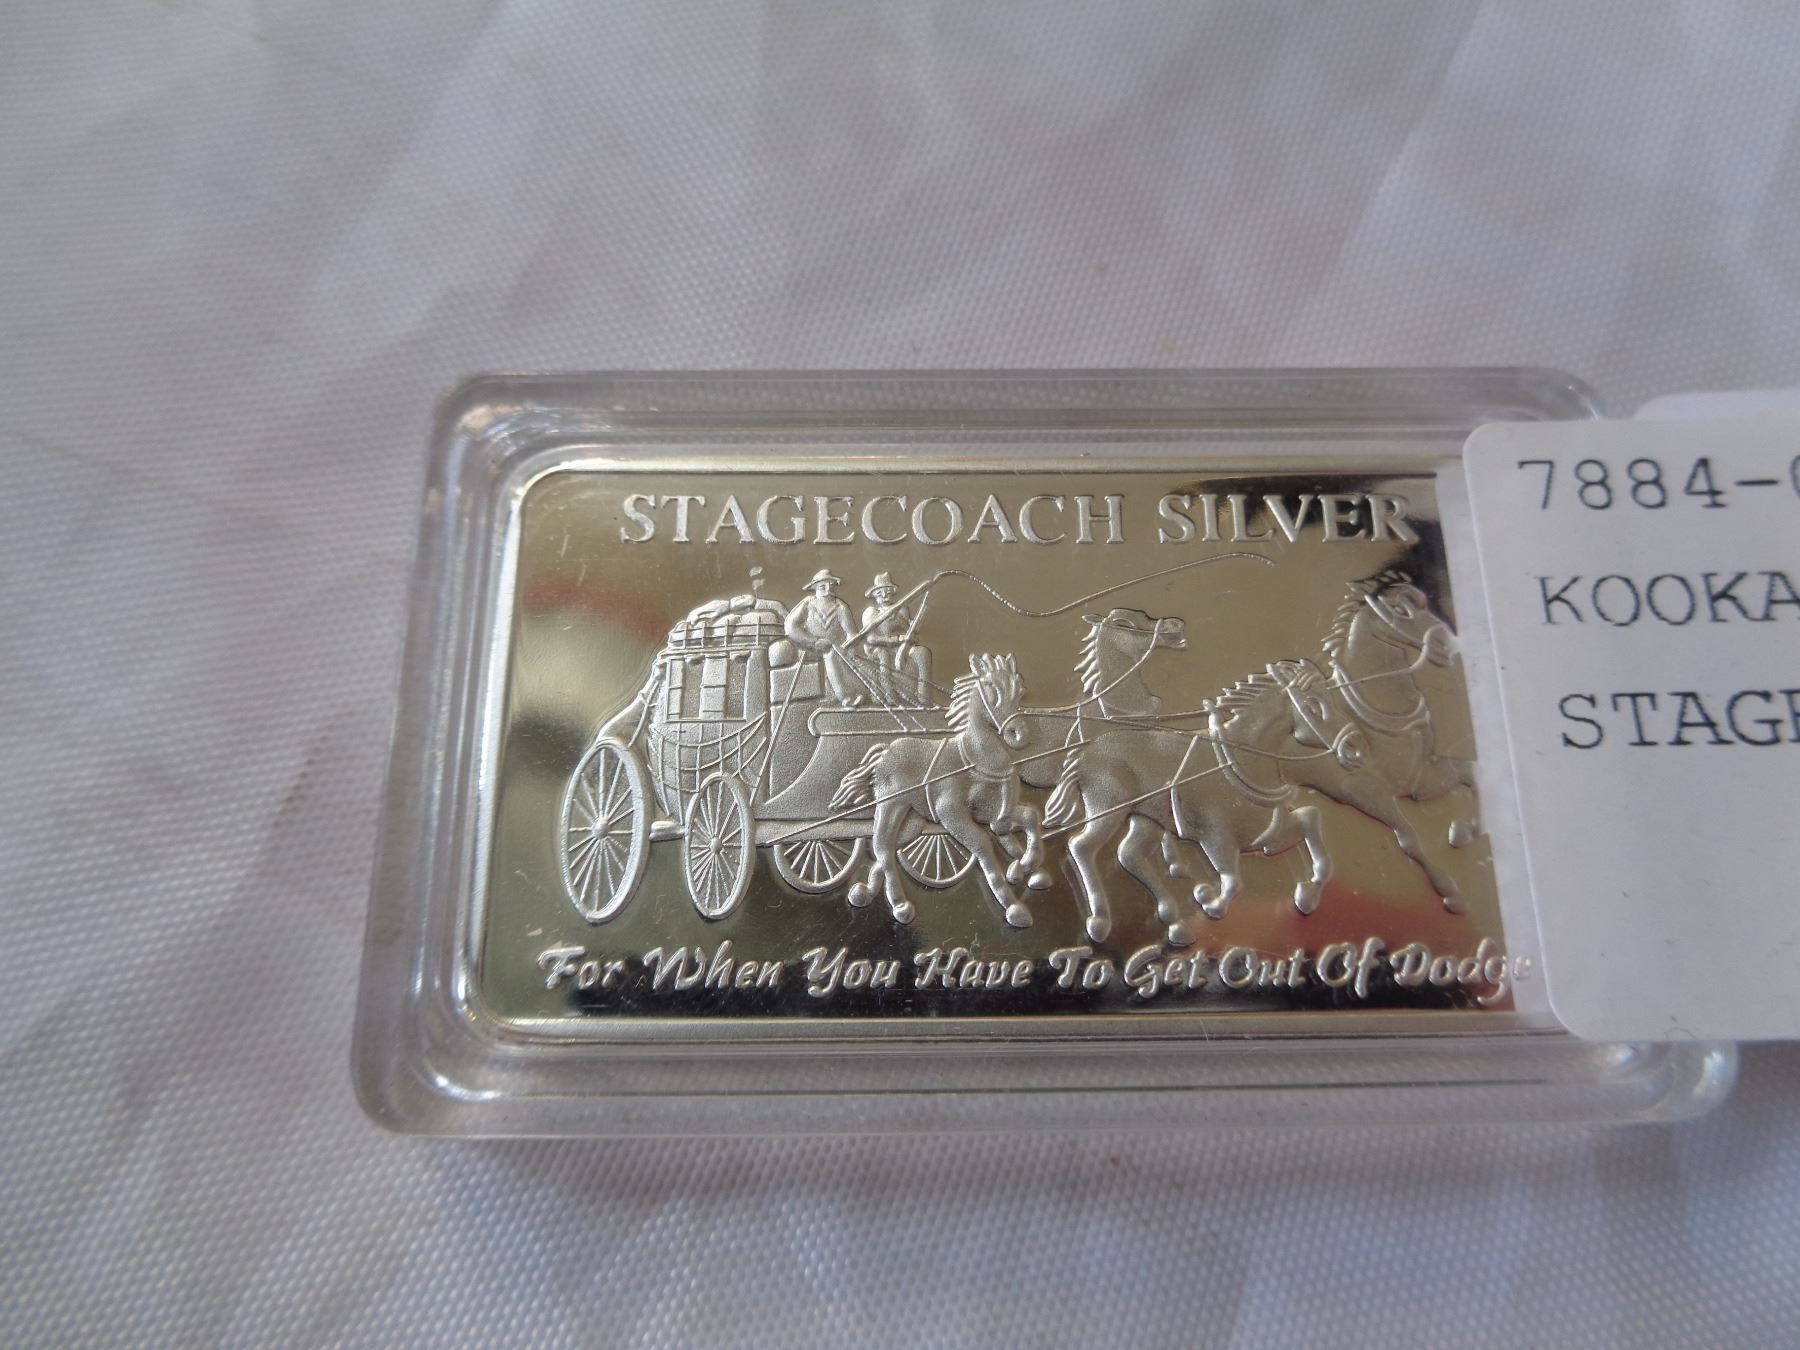 STAGECOACH SILVER
For When You Have To Get Out Of Dodge
7884-
KOOKA
STAGE